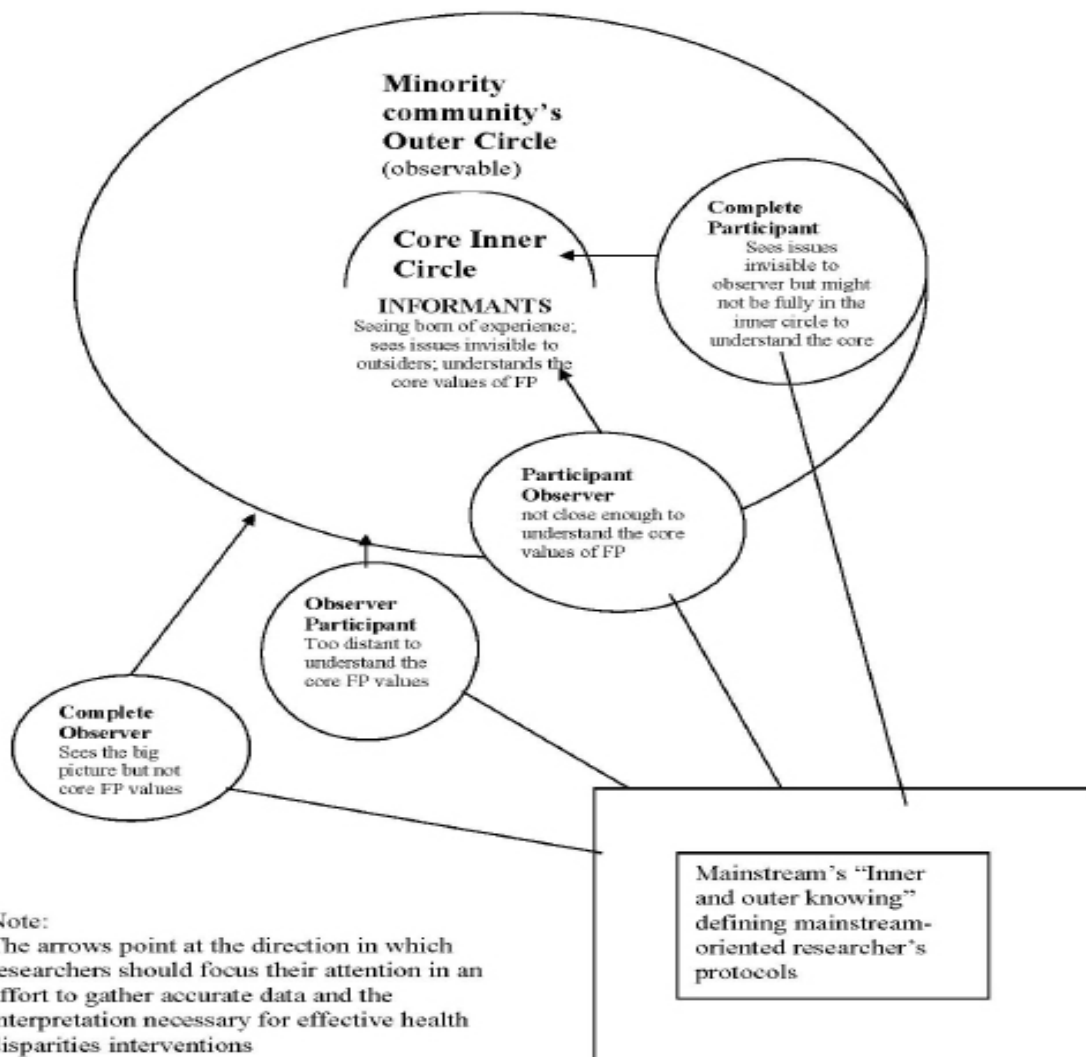 Minority
community's
Outer Circle
(observable)
Core Inner
Circle
INFORMANTS
Seeing born of experience;
sees issues invisible to
outsiders; understands the
core values of FP
Complete
Participant
Sees issues
invisible to
observer but might
not be fully in the
inner circle to
understand the core
Participant
Observer
not close enough to
understand the core
values of FP
Observer
Participant
Too distant to
understand the
core FP values
Complete
Observer
Sees the big
picture but not
core FP values
Mainstream's “Inner
and outer knowing”
defining mainstream-
oriented researcher's
protocols
Note:
The arrows point at the direction in which
researchers should focus their attention in an
effort to gather accurate data and the
interpretation necessary for effective health
disparities interventions